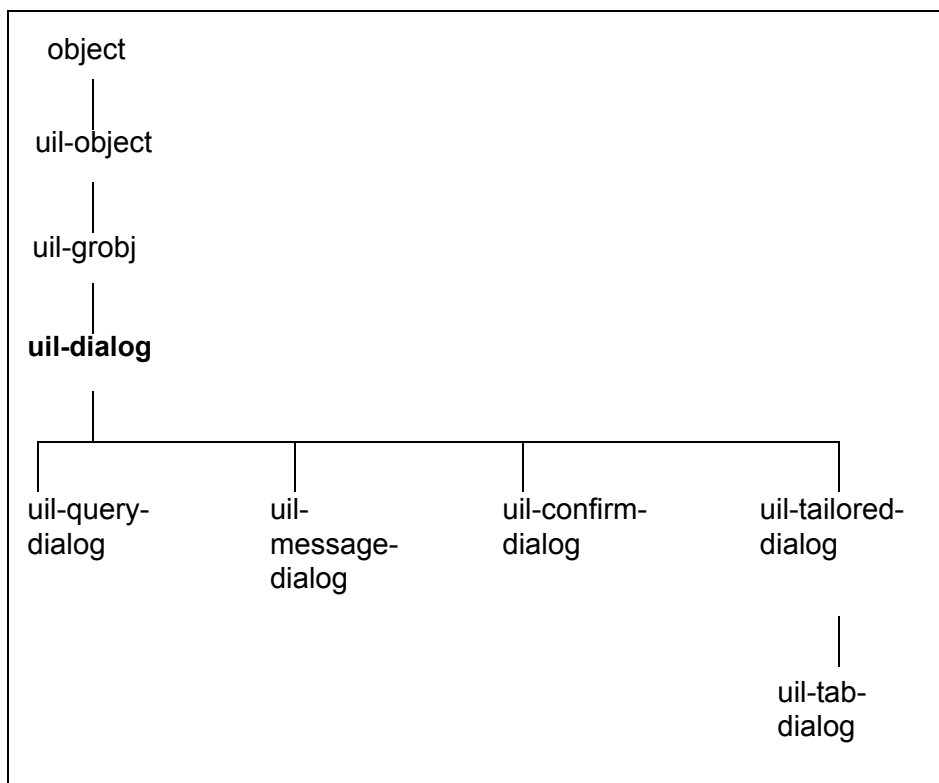 object
uil-object
uil-grobj
uil-dialog
uil-query-
dialog
uil-
message-
dialog
uil-confirm-
dialog
uil-tailored-
dialog
uil-tab-
dialog